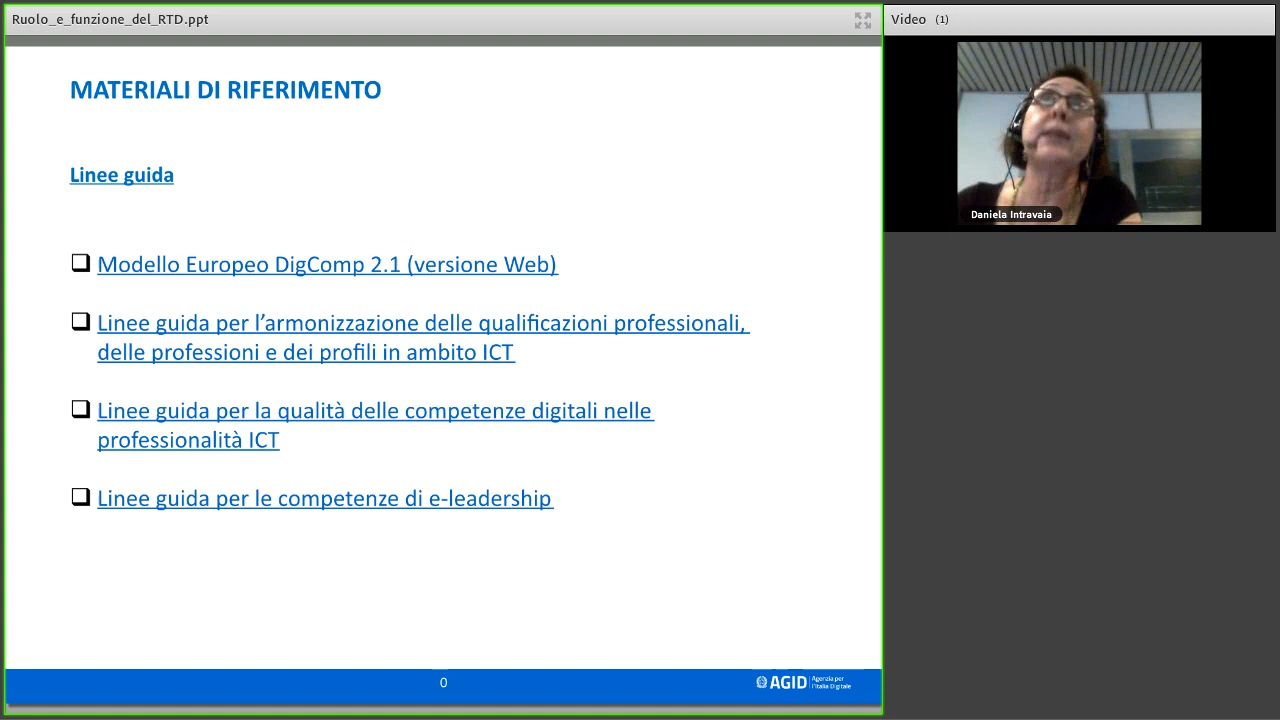 Ruolo_e_funzione_del_RTD.ppt
Video (1)
MATERIALI DI RIFERIMENTO
Linee guida
Modello Europeo DigComp 2.1 (versione Web)
Linee guida per l’armonizzazione delle qualificazioni professionali,
delle professioni e dei profili in ambito ICT
Linee guida per la qualità delle competenze digitali nelle
professionalità ICT
Linee guida per le competenze di e-leadership
0
AGID
Agenzia per
l'Italia Digitale
Daniela Intravaia